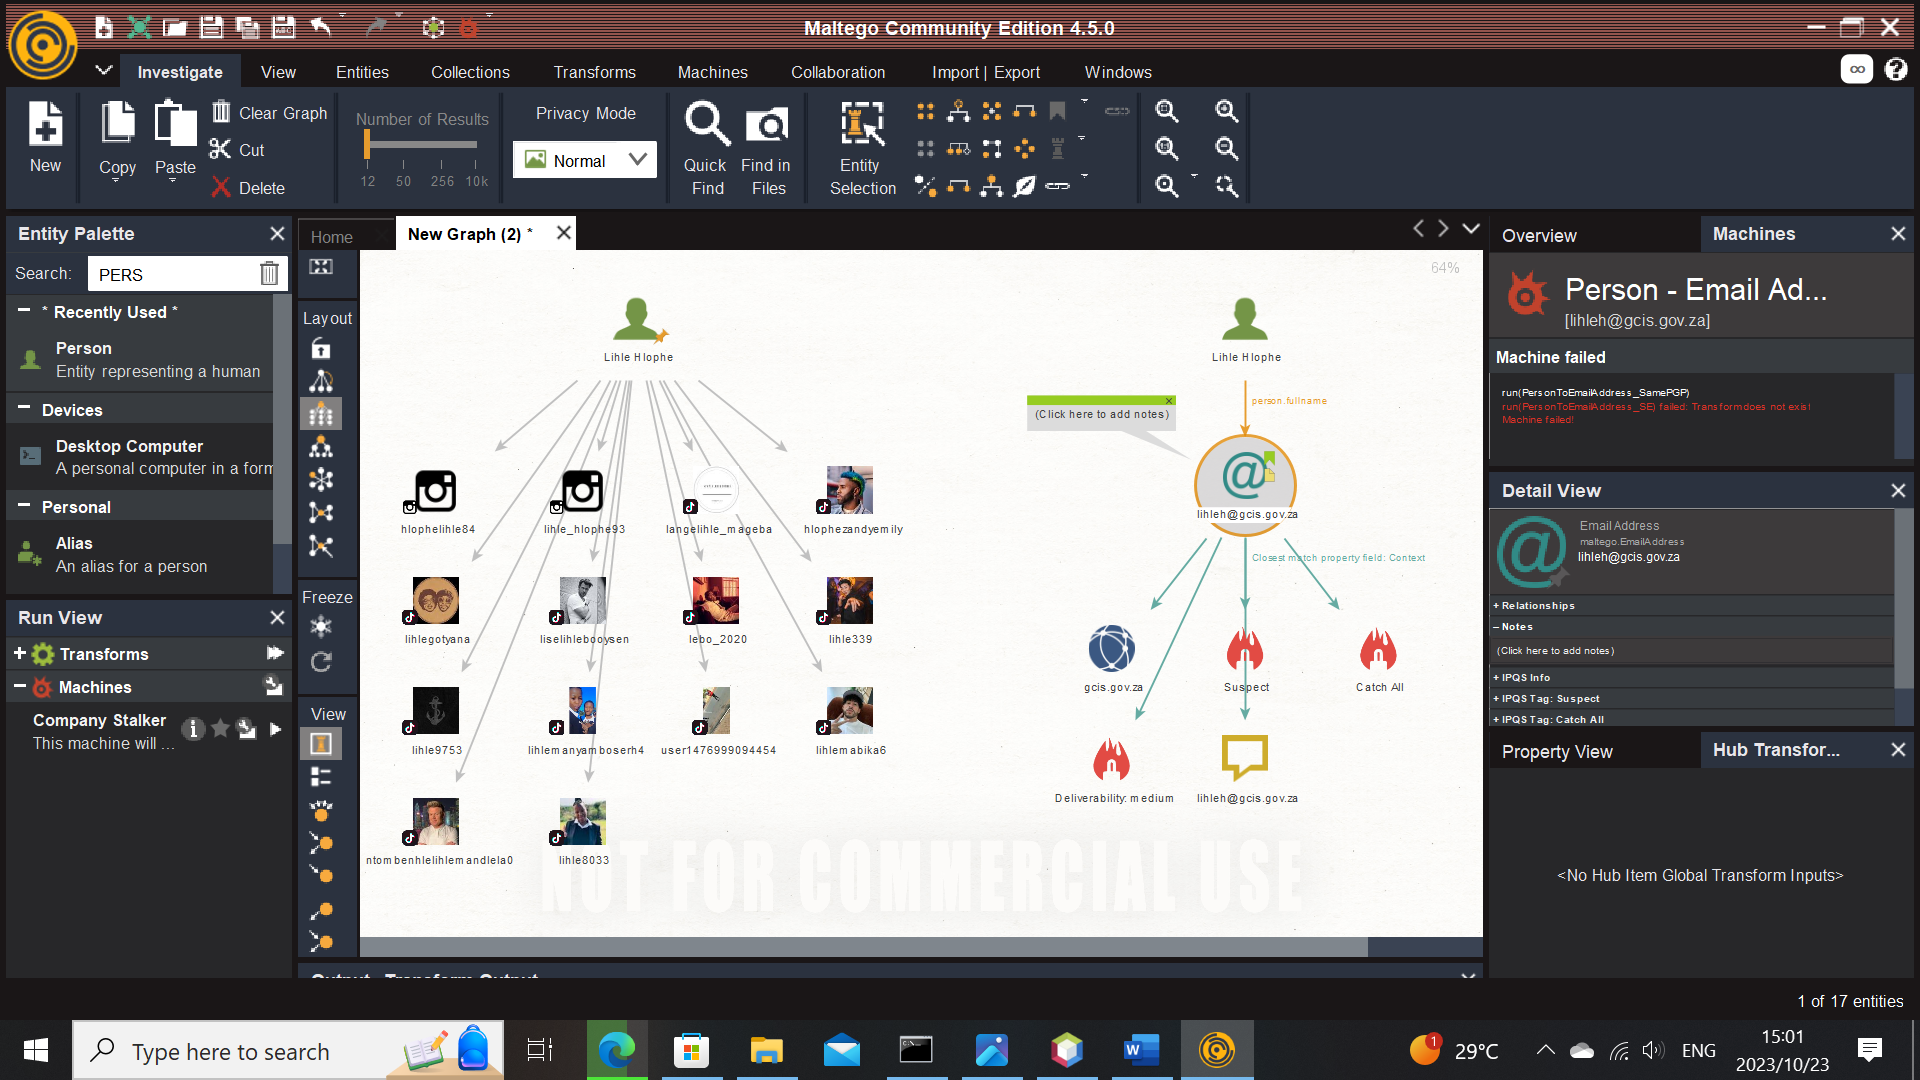 Maltego Community Edition 4.5.0
Investigate View Entities Collections Transforms Machines Collaboration Import | Export Windows
New
Copy
Paste
Clear Graph
Cut
Delete
Number of Results
12 50 256 10k
Privacy Mode
Normal
Quick Find
Find in Files
Entity Selection
Entity Palette
Search: PERS
* Recently Used *
Person
Entity representing a human
Devices
Desktop Computer
A personal computer in a form
Personal
Alias
An alias for a person
Run View
Transforms
Machines
Company Stalker
This machine will ...
Home
New Graph (2) *
Layout
Freeze
View
64%
Lihle Hlophe
hlophelihle84
lihle_hlophe93
langelihle_mageba
hlophezandyemily
lihlegotyana
liselihlebooysen
lebo_2020
lihle339
lihle9753
lihlemanyamboserh4
user1476999094454
lihlemabika6
ntombenhlelihlemandlela0
lihle8033
Lihle Hlophe
person.fullname
(Click here to add notes)
lihleh@gcis.gov.za
Closest match property field: Context
gcis.gov.za
Suspect
Catch All
Deliverability: medium
lihleh@gcis.gov.za
NOT FOR COMMERCIAL USE
Overview
Machines
Person - Email Ad...
[lihleh@gcis.gov.za]
Machine failed
run(PersonToEmailAddress_SamePGP)
run(PersonToEmailAddress_SE) failed: Transform does not exist
Machine failed!
Detail View
Email Address
maltego.EmailAddress
lihleh@gcis.gov.za
+ Relationships
– Notes
(Click here to add notes)
+ IPQS Info
+ IPQS Tag: Suspect
+ IPQS Tag: Catch All
Property View
Hub Transfor...
<No Hub Item Global Transform Inputs>
Output - Transform Output
1 of 17 entities
Type here to search
1
29°C
ENG
15:01
2023/10/23